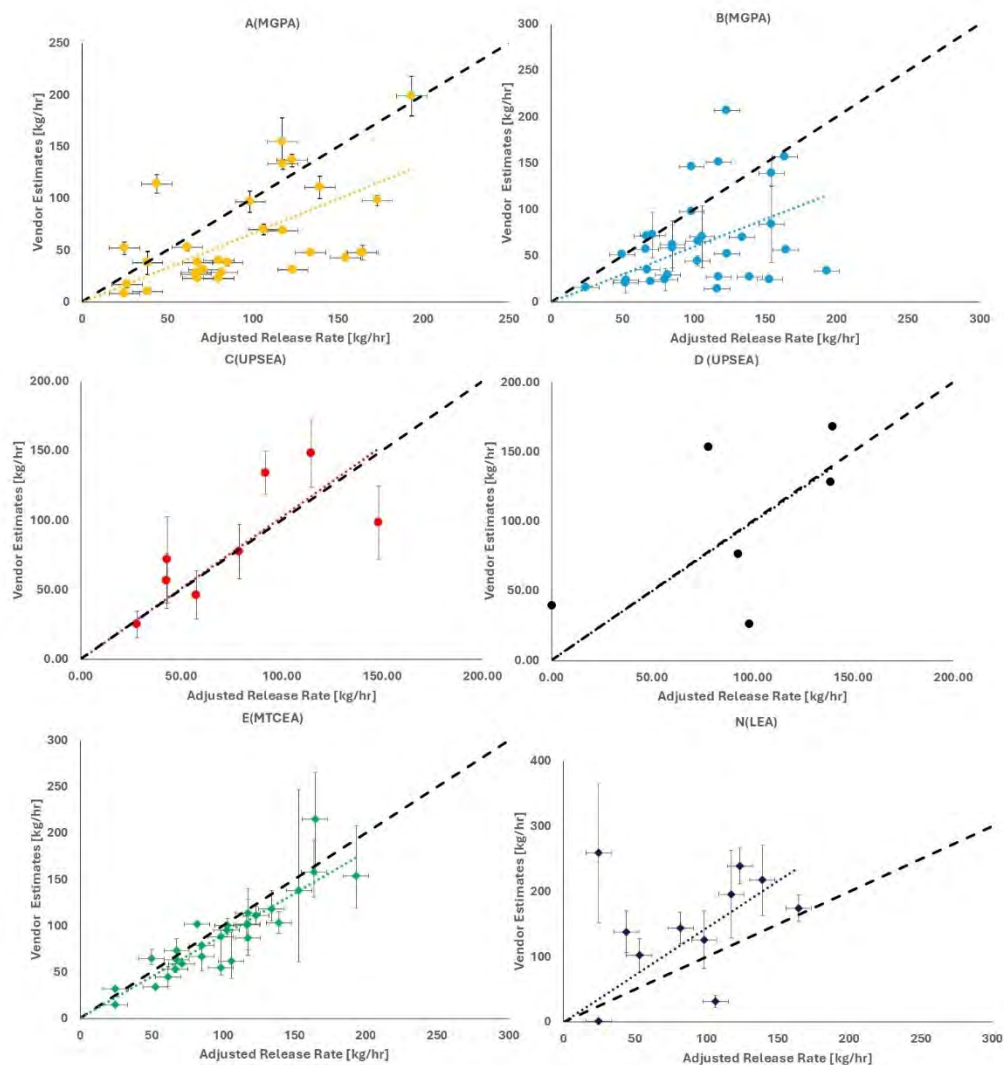 A(MGPA)
250
200
150
100
50
0
Vendor Estimates [kg/hr]
0 50 100 150 200 250
Adjusted Release Rate [kg/hr]
B(MGPA)
300
250
200
150
100
50
0
Vendor Estimates [kg/hr]
0 50 100 150 200 250 300
Adjusted Release Rate [kg/hr]
C(UPSEA)
200.00
150.00
100.00
50.00
0.00
Vendor Estimates [kg/hr]
0.00 50.00 100.00 150.00 200.00
Adjusted Release Rate [kg/hr]
D (UPSEA)
200.00
150.00
100.00
50.00
0.00
Vendor Estimates [kg/hr]
0.00 50.00 100.00 150.00 200.00
Adjusted Release Rate [kg/hr]
E(MTCEA)
300
250
200
150
100
50
0
Vendor Estimates [kg/hr]
0 50 100 150 200 250 300
Adjusted Release Rate [kg/hr]
N(LEA)
400
300
200
100
0
Vendor Estimates [kg/hr]
0 50 100 150 200 250 300
Adjusted Release Rate [kg/hr]